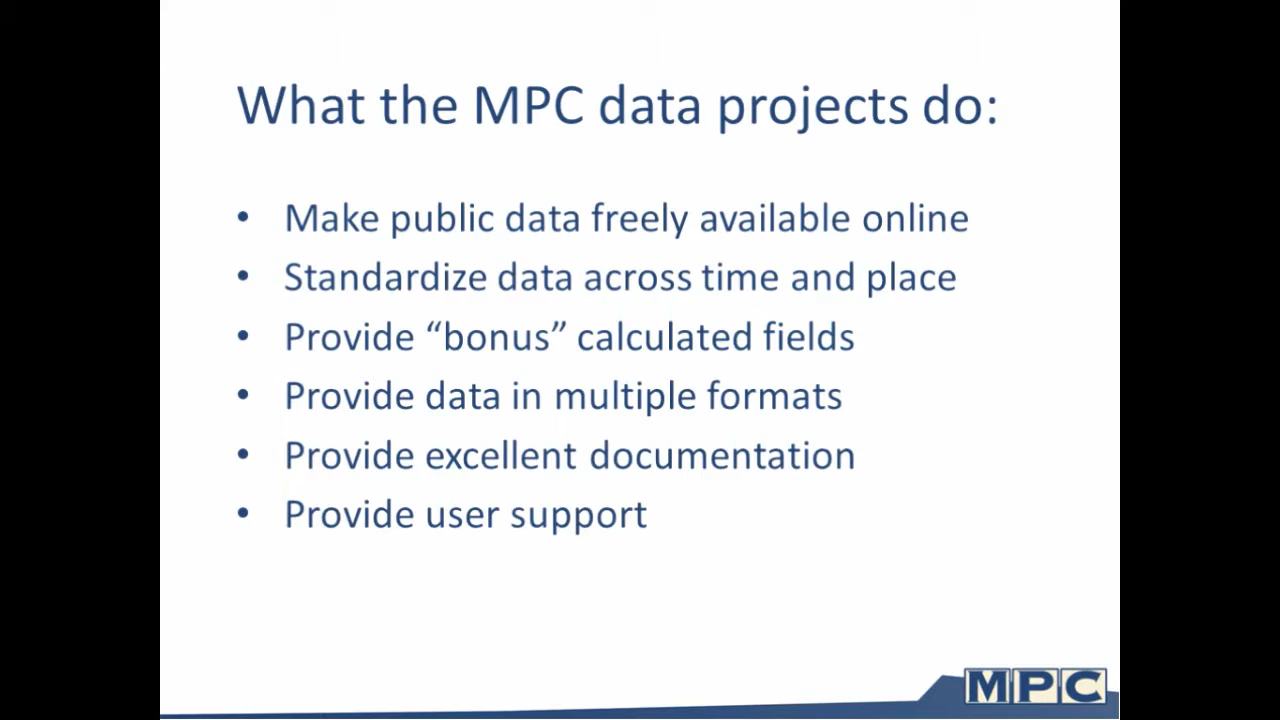 What the MPC data projects do:
• Make public data freely available online
• Standardize data across time and place
• Provide “bonus” calculated fields
• Provide data in multiple formats
• Provide excellent documentation
• Provide user support
MPC